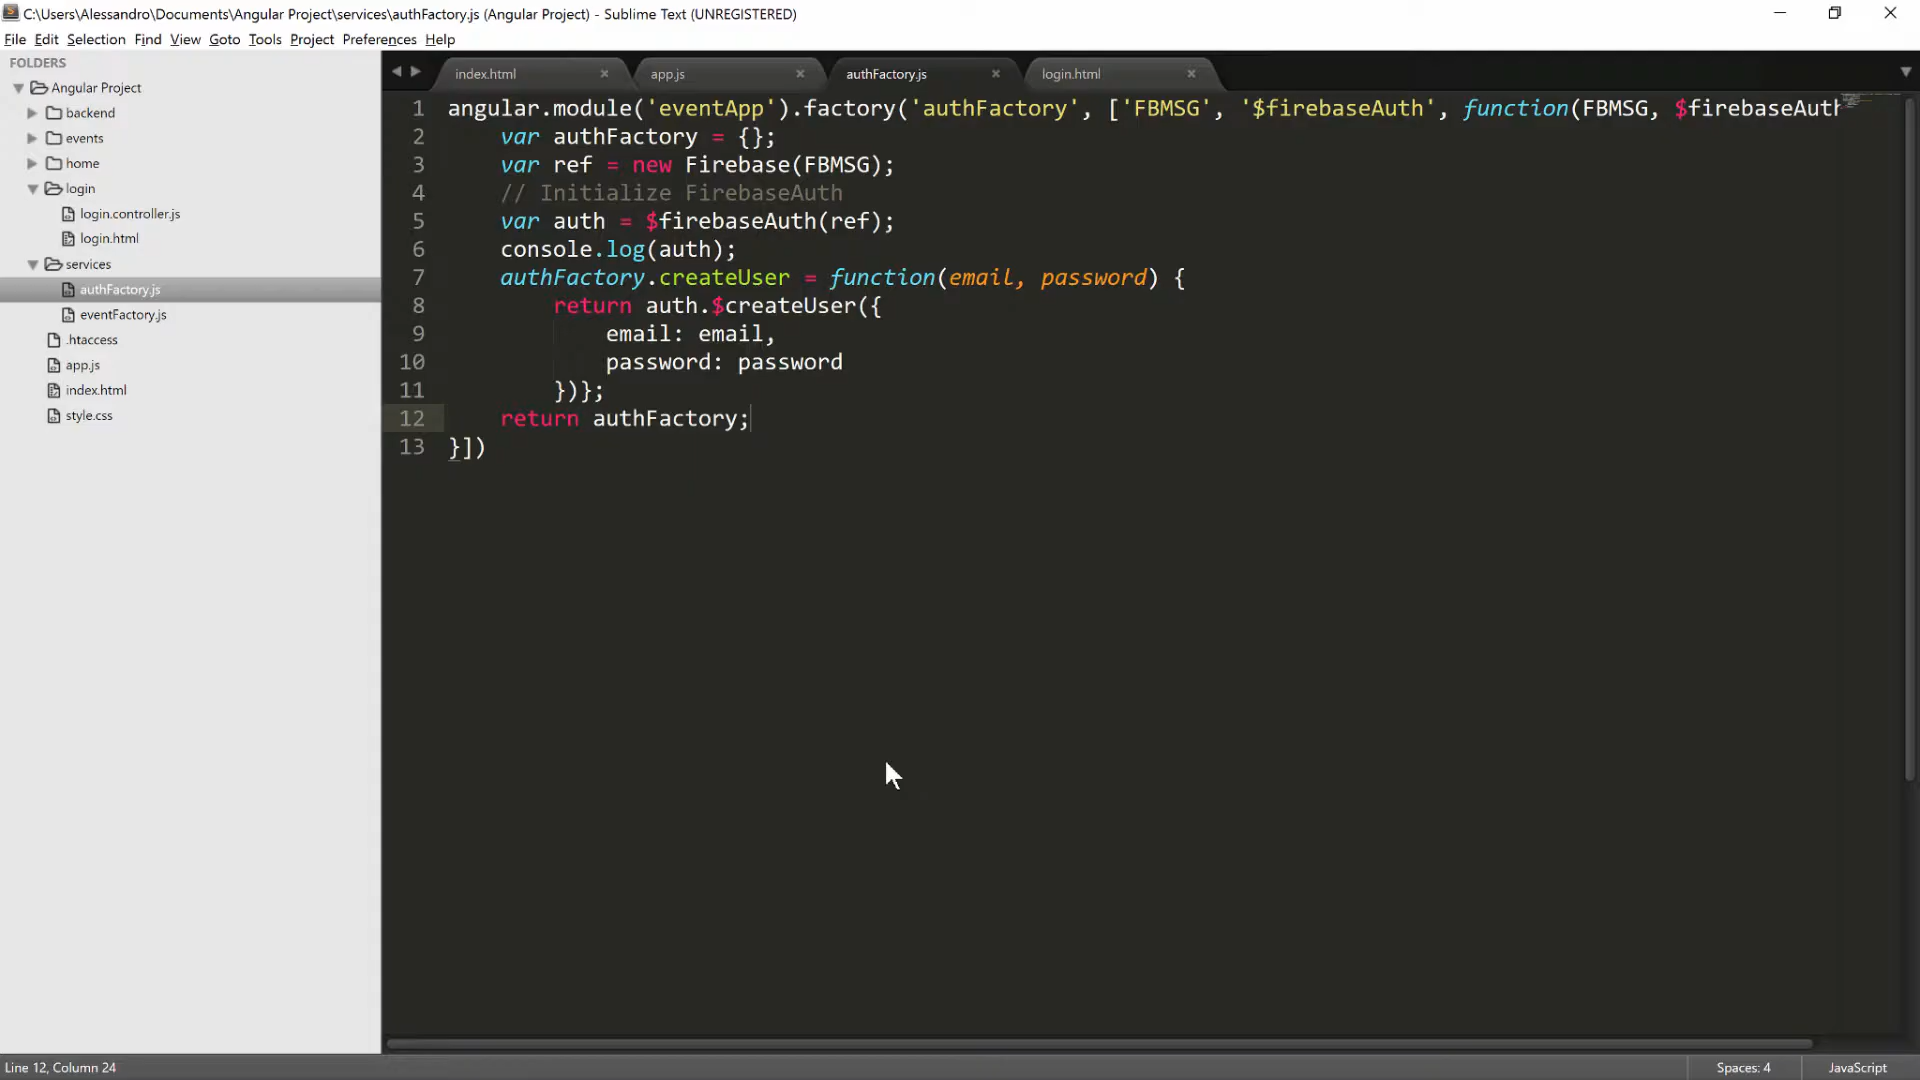 C:\Users\Alessandro\Documents\Angular Project\services\authFactory.js (Angular Project) - Sublime Text (UNREGISTERED)
File Edit Selection Find View Goto Tools Project Preferences Help
FOLDERS
Angular Project
backend
events
home
login
login.controller.js
login.html
services
authFactory.js
eventFactory.js
.htaccess
app.js
index.html
style.css
index.html app.js authFactory.js login.html
1 angular.module('eventApp').factory('authFactory', ['FBMSG', '$firebaseAuth', function(FBMSG, $firebaseAuth
2 var authFactory = {};
3 var ref = new Firebase(FBMSG);
4 // Initialize FirebaseAuth
5 var auth = $firebaseAuth(ref);
6 console.log(auth);
7 authFactory.createUser = function(email, password) {
8 return auth.$createUser({
9 email: email,
10 password: password
11 })};
12 return authFactory;
13 }])
Line 12, Column 24
Spaces: 4
JavaScript